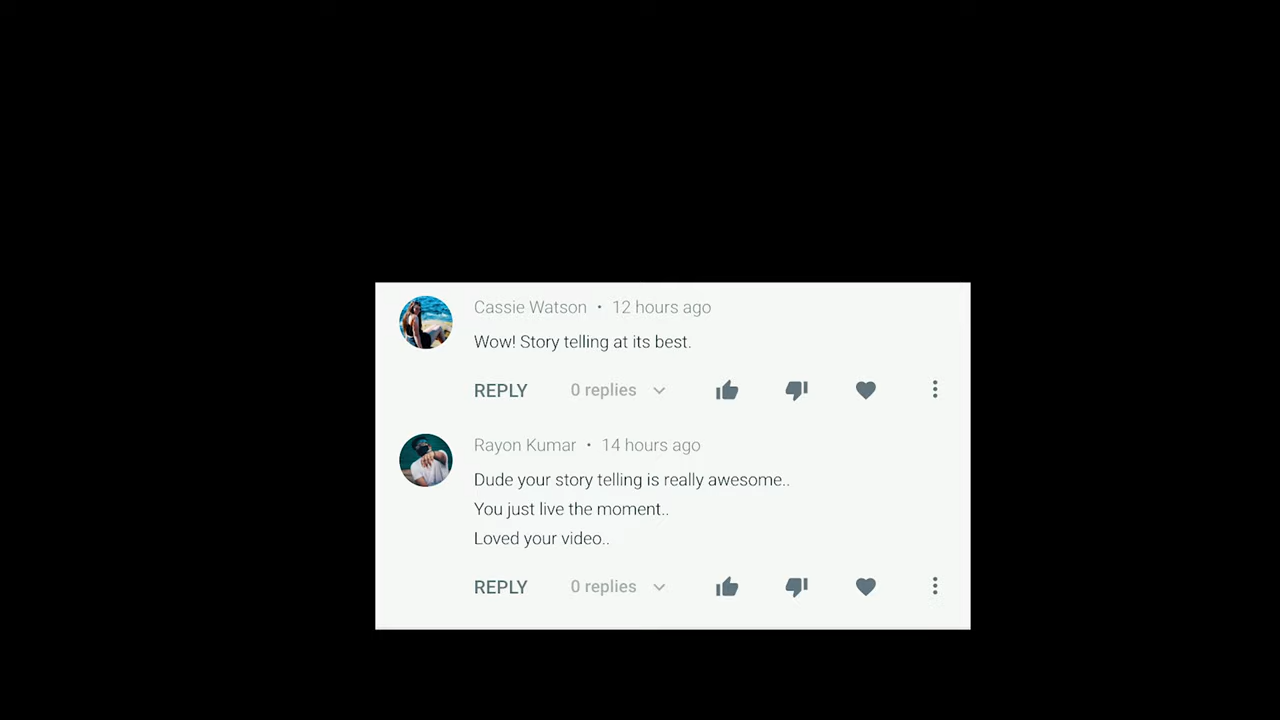 Cassie Watson • 12 hours ago
Wow! Story telling at its best.
REPLY 0 replies
Rayon Kumar • 14 hours ago
Dude your story telling is really awesome..
You just live the moment..
Loved your video..
REPLY 0 replies